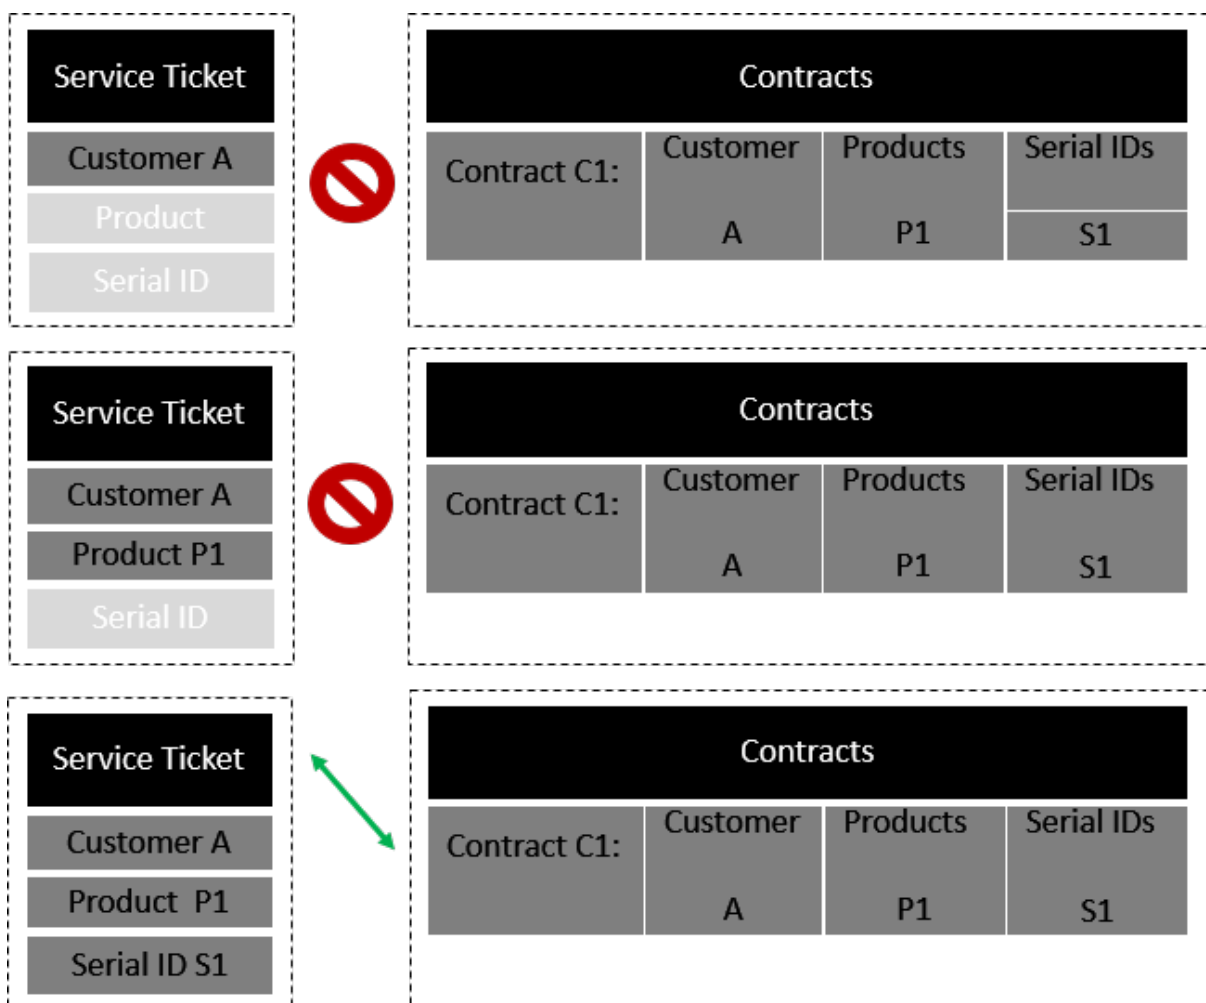 Service Ticket
Customer A
Product
Serial ID
Contracts
Contract C1:
Customer
Products
Serial IDs
A
P1
S1
Service Ticket
Customer A
Product P1
Serial ID
Contracts
Contract C1:
Customer
Products
Serial IDs
A
P1
S1
Service Ticket
Customer A
Product  P1
Serial ID S1
Contracts
Contract C1:
Customer
Products
Serial IDs
A
P1
S1